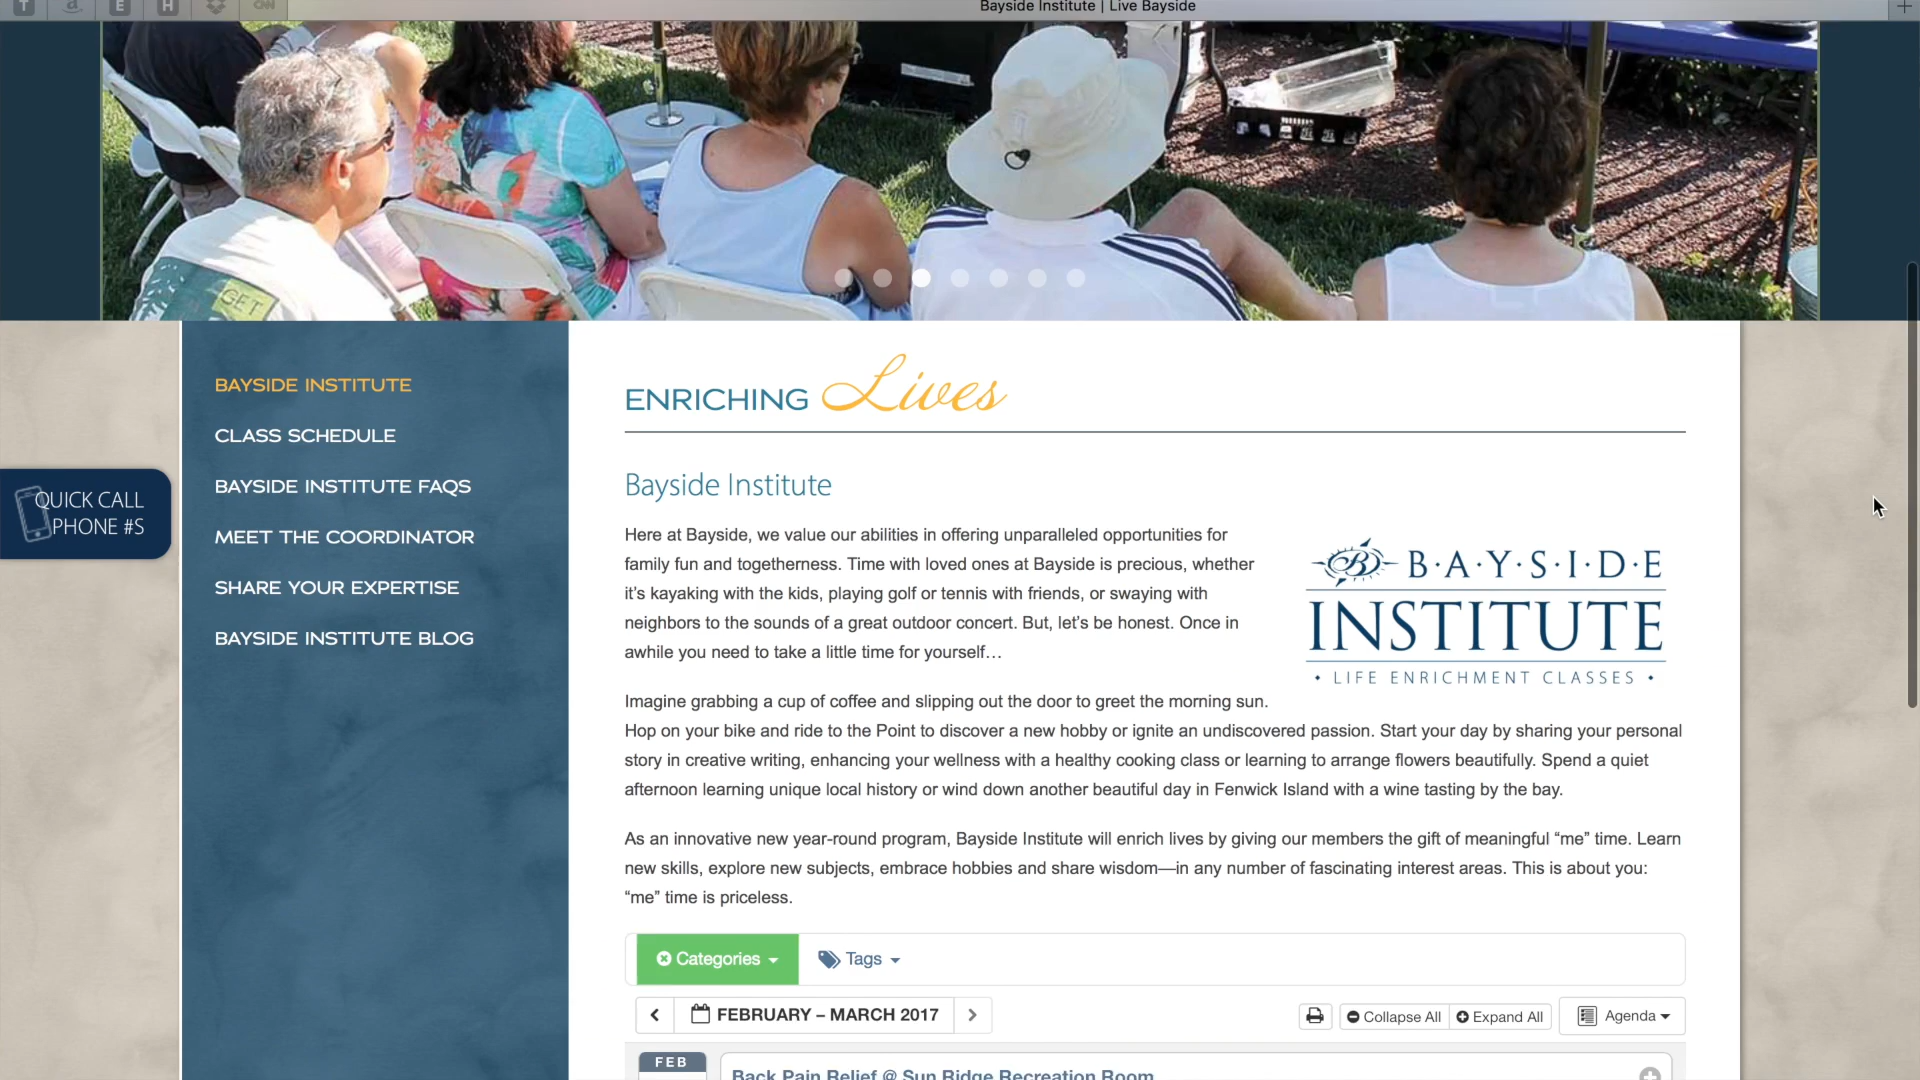 T a E H CNN
Bayside Institute | Live Bayside
GET
BAYSIDE INSTITUTE
CLASS SCHEDULE
BAYSIDE INSTITUTE FAQS
MEET THE COORDINATOR
SHARE YOUR EXPERTISE
BAYSIDE INSTITUTE BLOG
QUICK CALL
PHONE #S
ENRICHING Lives
Bayside Institute
Here at Bayside, we value our abilities in offering unparalleled opportunities for
family fun and togetherness. Time with loved ones at Bayside is precious, whether
it’s kayaking with the kids, playing golf or tennis with friends, or swaying with
neighbors to the sounds of a great outdoor concert. But, let’s be honest. Once in
awhile you need to take a little time for yourself…
B B·A·Y·S·I·D·E
INSTITUTE
• LIFE ENRICHMENT CLASSES •
Imagine grabbing a cup of coffee and slipping out the door to greet the morning sun.
Hop on your bike and ride to the Point to discover a new hobby or ignite an undiscovered passion. Start your day by sharing your personal
story in creative writing, enhancing your wellness with a healthy cooking class or learning to arrange flowers beautifully. Spend a quiet
afternoon learning unique local history or wind down another beautiful day in Fenwick Island with a wine tasting by the bay.
As an innovative new year-round program, Bayside Institute will enrich lives by giving our members the gift of meaningful “me” time. Learn
new skills, explore new subjects, embrace hobbies and share wisdom—in any number of fascinating interest areas. This is about you:
“me” time is priceless.
Categories Tags
FEBRUARY – MARCH 2017 Collapse All Expand All Agenda
FEB
Back Pain Relief @ Sun Ridge Recreation Room